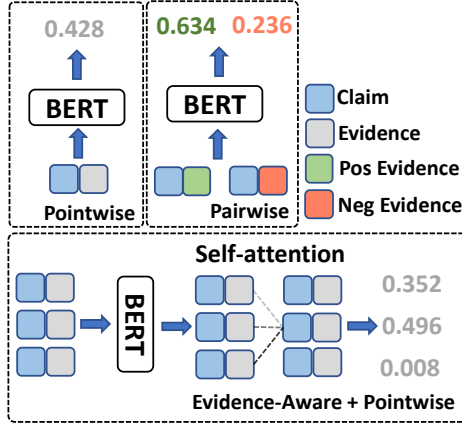 0.428
BERT
Pointwise
0.634 0.236
BERT
Pairwise
Claim
Evidence
Pos Evidence
Neg Evidence
Self-attention
BERT
0.352
0.496
0.008
Evidence-Aware + Pointwise